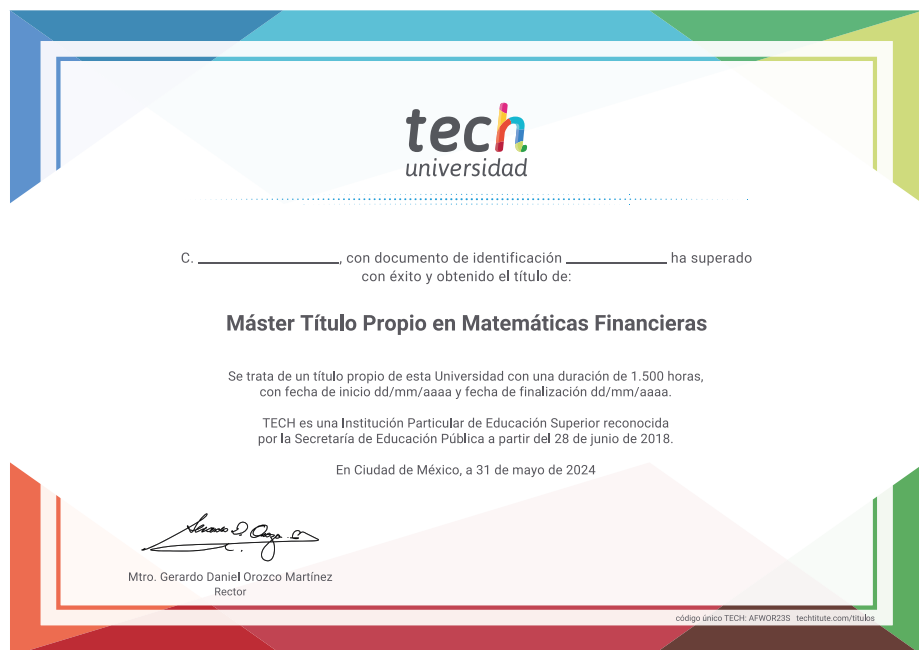 tech
universidad
C. ____________, con documento de identificación ____________ ha superado
con éxito y obtenido el título de:
Máster Título Propio en Matemáticas Financieras
Se trata de un título propio de esta Universidad con una duración de 1.500 horas,
con fecha de inicio dd/mm/aaaa y fecha de finalización dd/mm/aaaa.
TECH es una Institución Particular de Educación Superior reconocida
por la Secretaría de Educación Pública a partir del 28 de junio de 2018.
En Ciudad de México, a 31 de mayo de 2024
Mtro. Gerardo Daniel Orozco Martínez
Rector
código único TECH: AFWOR23S techtitute.com/titulos